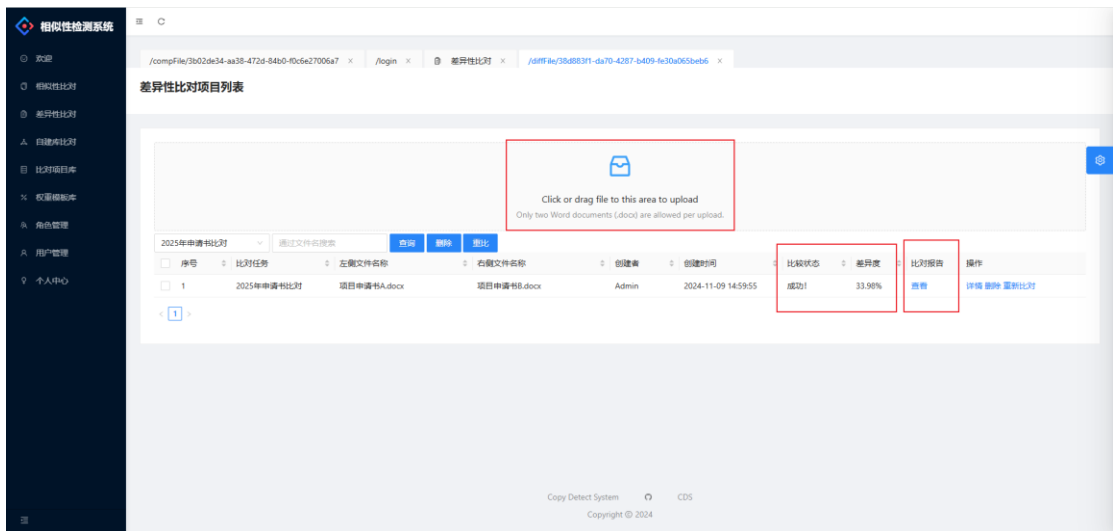 相似性检测系统
欢迎
相似性比对
差异性比对
自建库比对
比对项目库
权重模板库
角色管理
用户管理
个人中心
/compFile/3b02de34-aa38-472d-84b0-f0c6e27006a7 × /login × 差异性比对 × /diffFile/38d883f1-da70-4287-b409-fe30a065beb6 ×
差异性比对项目列表
Click or drag file to this area to upload
Only two Word documents (.docx) are allowed per upload.
2025年申请书比对 通过文件名搜索 查询 删除 重比
序号 比对任务 左侧文件名称 右侧文件名称 创建者 创建时间 比较状态 差异度 比对报告 操作
1 2025年申请书比对 项目申请书A.docx 项目申请书B.docx Admin 2024-11-09 14:59:55 成功! 33.98% 查看 详情 删除 重新比对
< 1 >
Copy Detect System CDS
Copyright © 2024